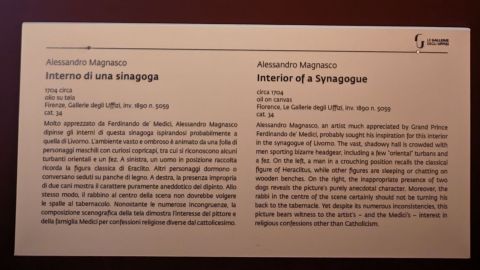 LE GALLERIE
DEGLI UFFIZI
Alessandro Magnasco
Interno di una sinagoga
1704 circa
olio su tela
Firenze, Gallerie degli Uffizi, inv. 1890 n. 5059
cat. 34
Molto apprezzato da Ferdinando de' Medici, Alessandro Magnasco
dipinse gli interni di questa sinagoga ispirandosi probabilmente a
quella di Livorno. L'ambiente vasto e ombroso è animato da una folla di
personaggi maschili con curiosi copricapi, tra cui si riconoscono alcuni
turbanti orientali e un fez. A sinistra, un uomo in posizione raccolta
ricorda la figura classica di Eraclito. Altri personaggi dormono o
conversano seduti su panche di legno. A destra, la presenza impropria
di due cani mostra il carattere puramente aneddotico del dipinto. Allo
stesso modo, il rabbino al centro della scena non dovrebbe volgere
le spalle al tabernacolo. Nonostante le numerose incongruenze, la
composizione scenografica della tela dimostra l'interesse del pittore e
della famiglia Medici per confessioni religiose diverse dal cattolicesimo.
Alessandro Magnasco
Interior of a Synagogue
circa 1704
oil on canvas
Florence, Le Gallerie degli Uffizi, inv. 1890 n. 5059
cat. 34
Alessandro Magnasco, an artist much appreciated by Grand Prince
Ferdinando de' Medici, probably sought his inspiration for this interior
in the synagogue of Livorno. The vast, shadowy hall is crowded with
men sporting bizarre headgear, including a few "oriental" turbans and
a fez. On the left, a man in a crouching position recalls the classical
figure of Heraclitus, while other figures are sleeping or chatting on
wooden benches. On the right, the inappropriate presence of two
dogs reveals the picture's purely anecdotal character. Moreover, the
rabbi in the centre of the scene certainly should not be turning his
back to the tabernacle. Yet despite its numerous inconsistencies, this
picture bears witness to the artist's – and the Medici's – interest in
religious confessions other than Catholicism.